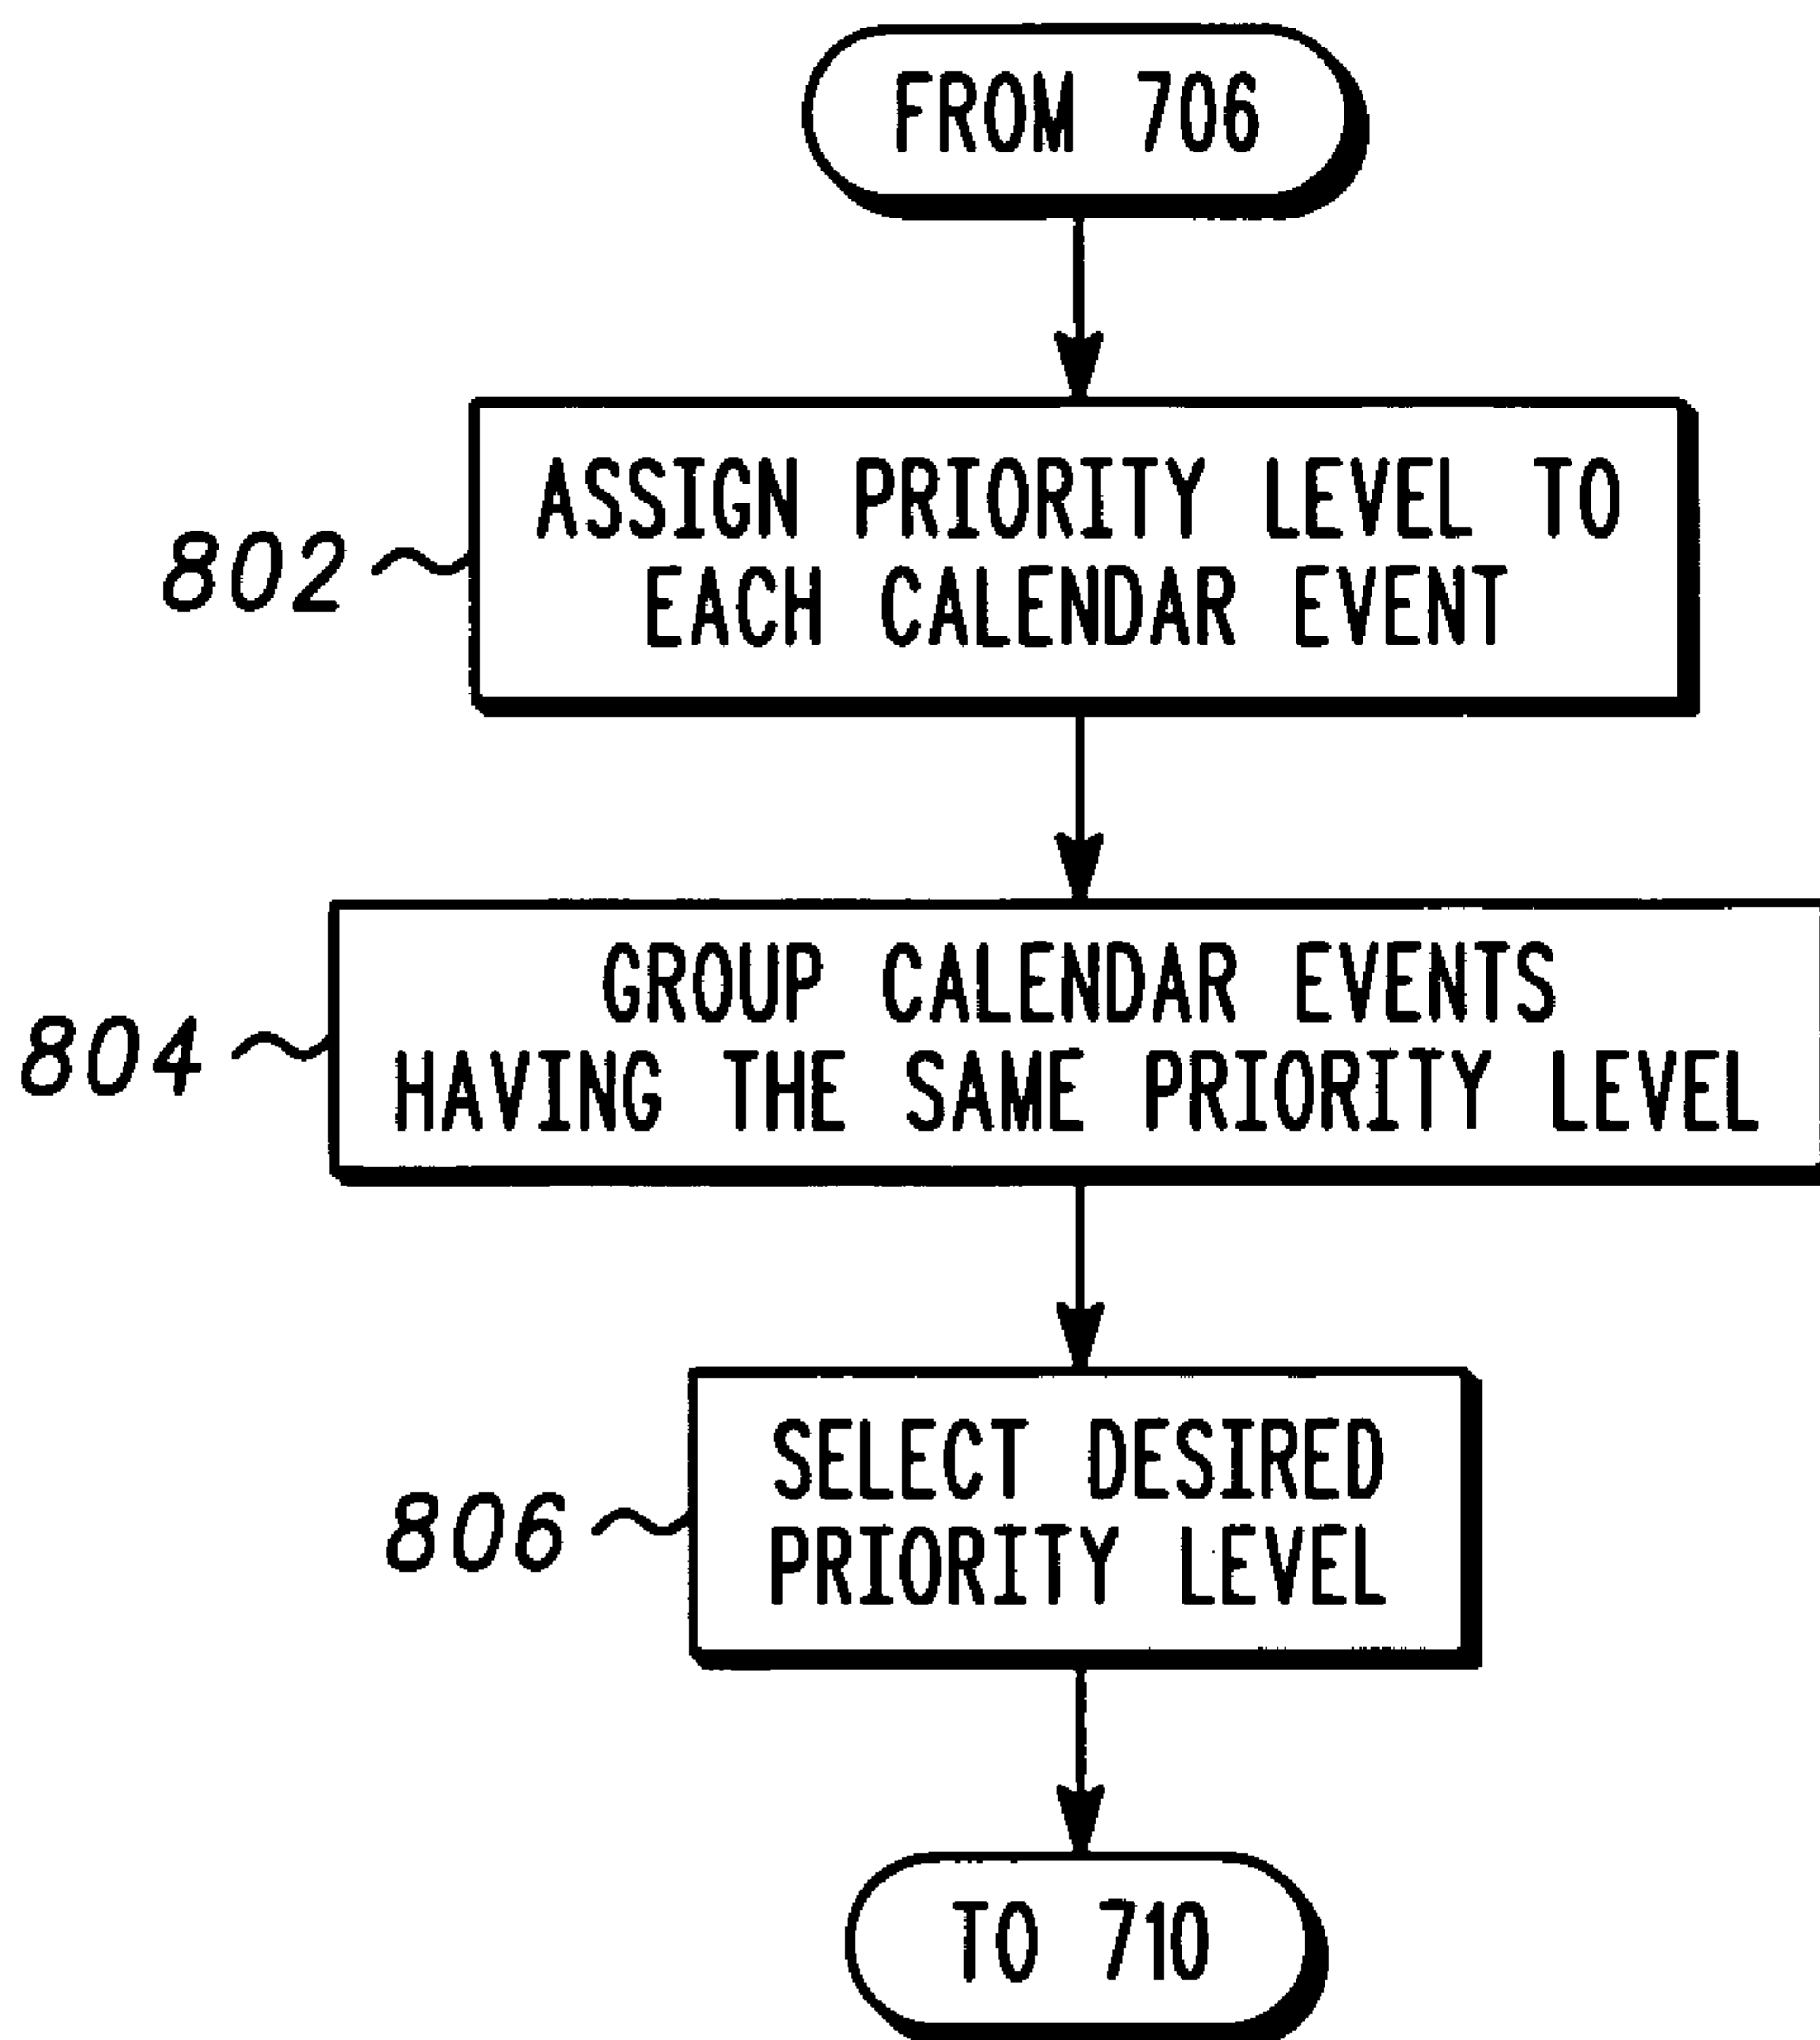 FROM 706
ASSIGN PRIORITY LEVEL TO
EACH CALENDAR EVENT
802
GROUP CALENDAR EVENTS
HAVING THE SAME PRIORITY LEVEL
804
SELECT DESIRED
PRIORITY LEVEL
806
TO 710